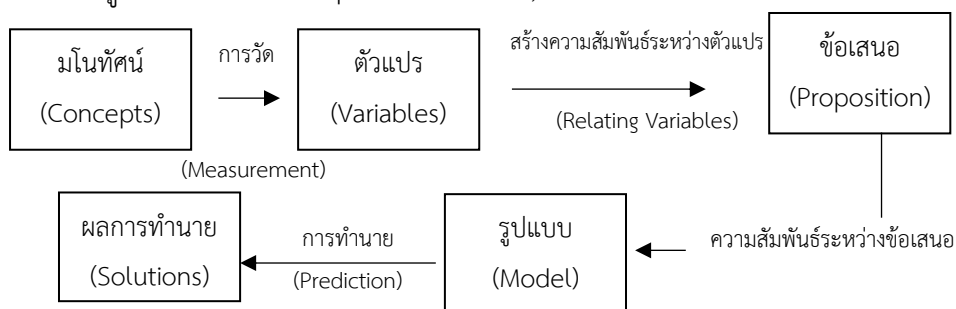 มโนทัศน์
(Concepts)
การวัด
(Measurement)
ตัวแปร
(Variables)
สร้างความสัมพันธ์ระหว่างตัวแปร
(Relating Variables)
ข้อเสนอ
(Proposition)
ความสัมพันธ์ระหว่างข้อเสนอ
รูปแบบ
(Model)
การทำนาย
(Prediction)
ผลการทำนาย
(Solutions)